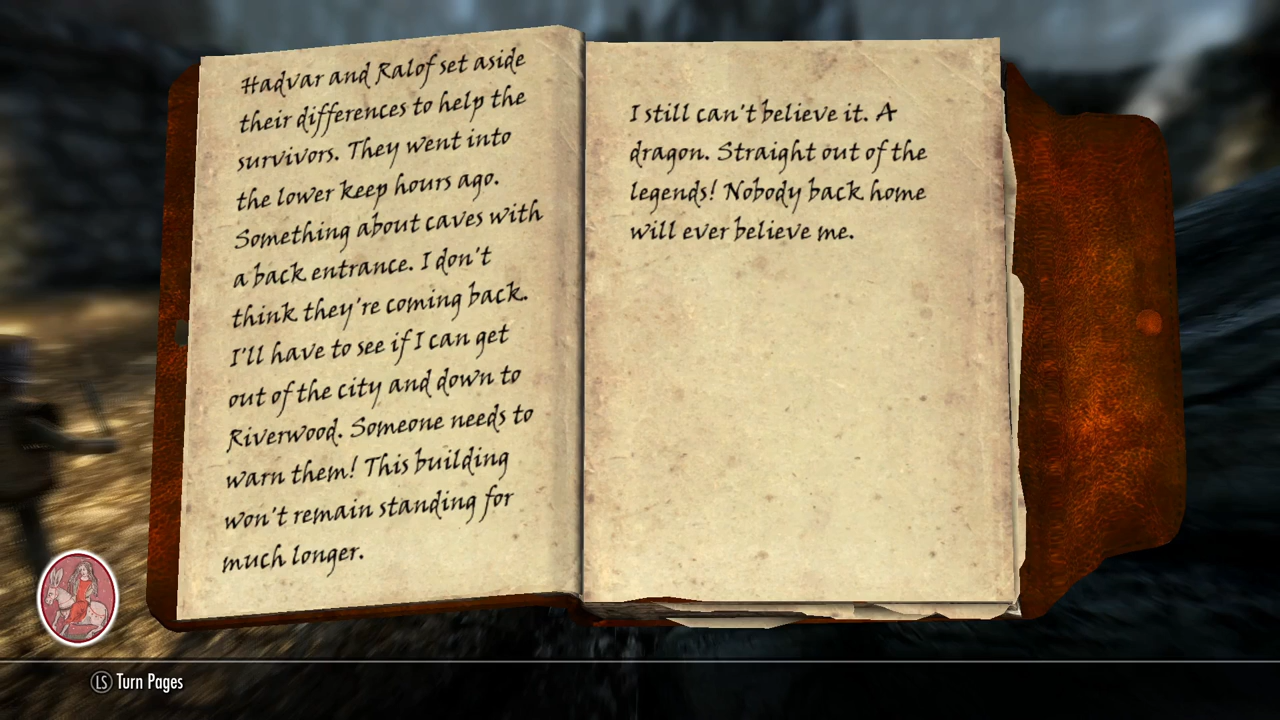 Hadvar and Ralof set aside
their differences to help the
survivors. They went into
the lower keep hours ago.
Something about caves with
a back entrance. I don't
think they're coming back.
I'll have to see if I can get
out of the city and down to
Riverwood. Someone needs to
warn them! This building
won't remain standing for
much longer.
I still can't believe it. A
dragon. Straight out of the
legends! Nobody back home
will ever believe me.
LS Turn Pages